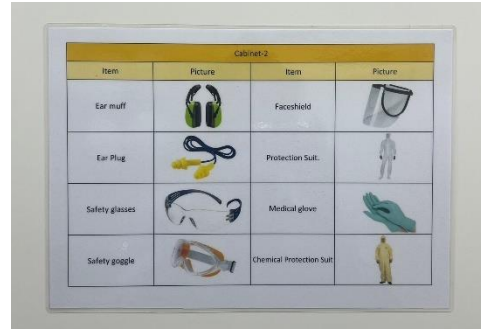 Cabinet-2
Item Picture Item Picture
Ear muff Faceshield
Ear Plug Protection Suit.
Safety glasses Medical glove
Safety goggle Chemical Protection Suit